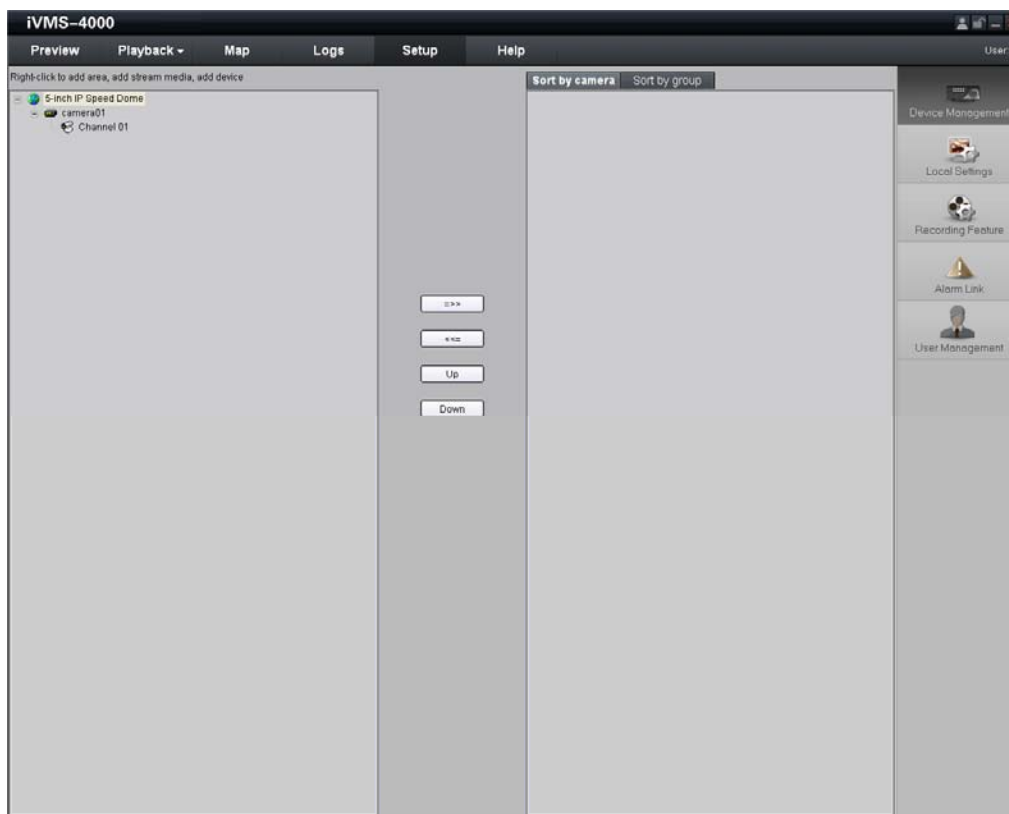 iVMS-4000
Preview Playback Map Logs Setup Help User
Right-click to add area, add stream media, add device
Sort by camera Sort by group
5-inch IP Speed Dome
camera01
Channel 01
=>>
<<=
Up
Down
Device Management
Local Settings
Recording Feature
Alarm Link
User Management